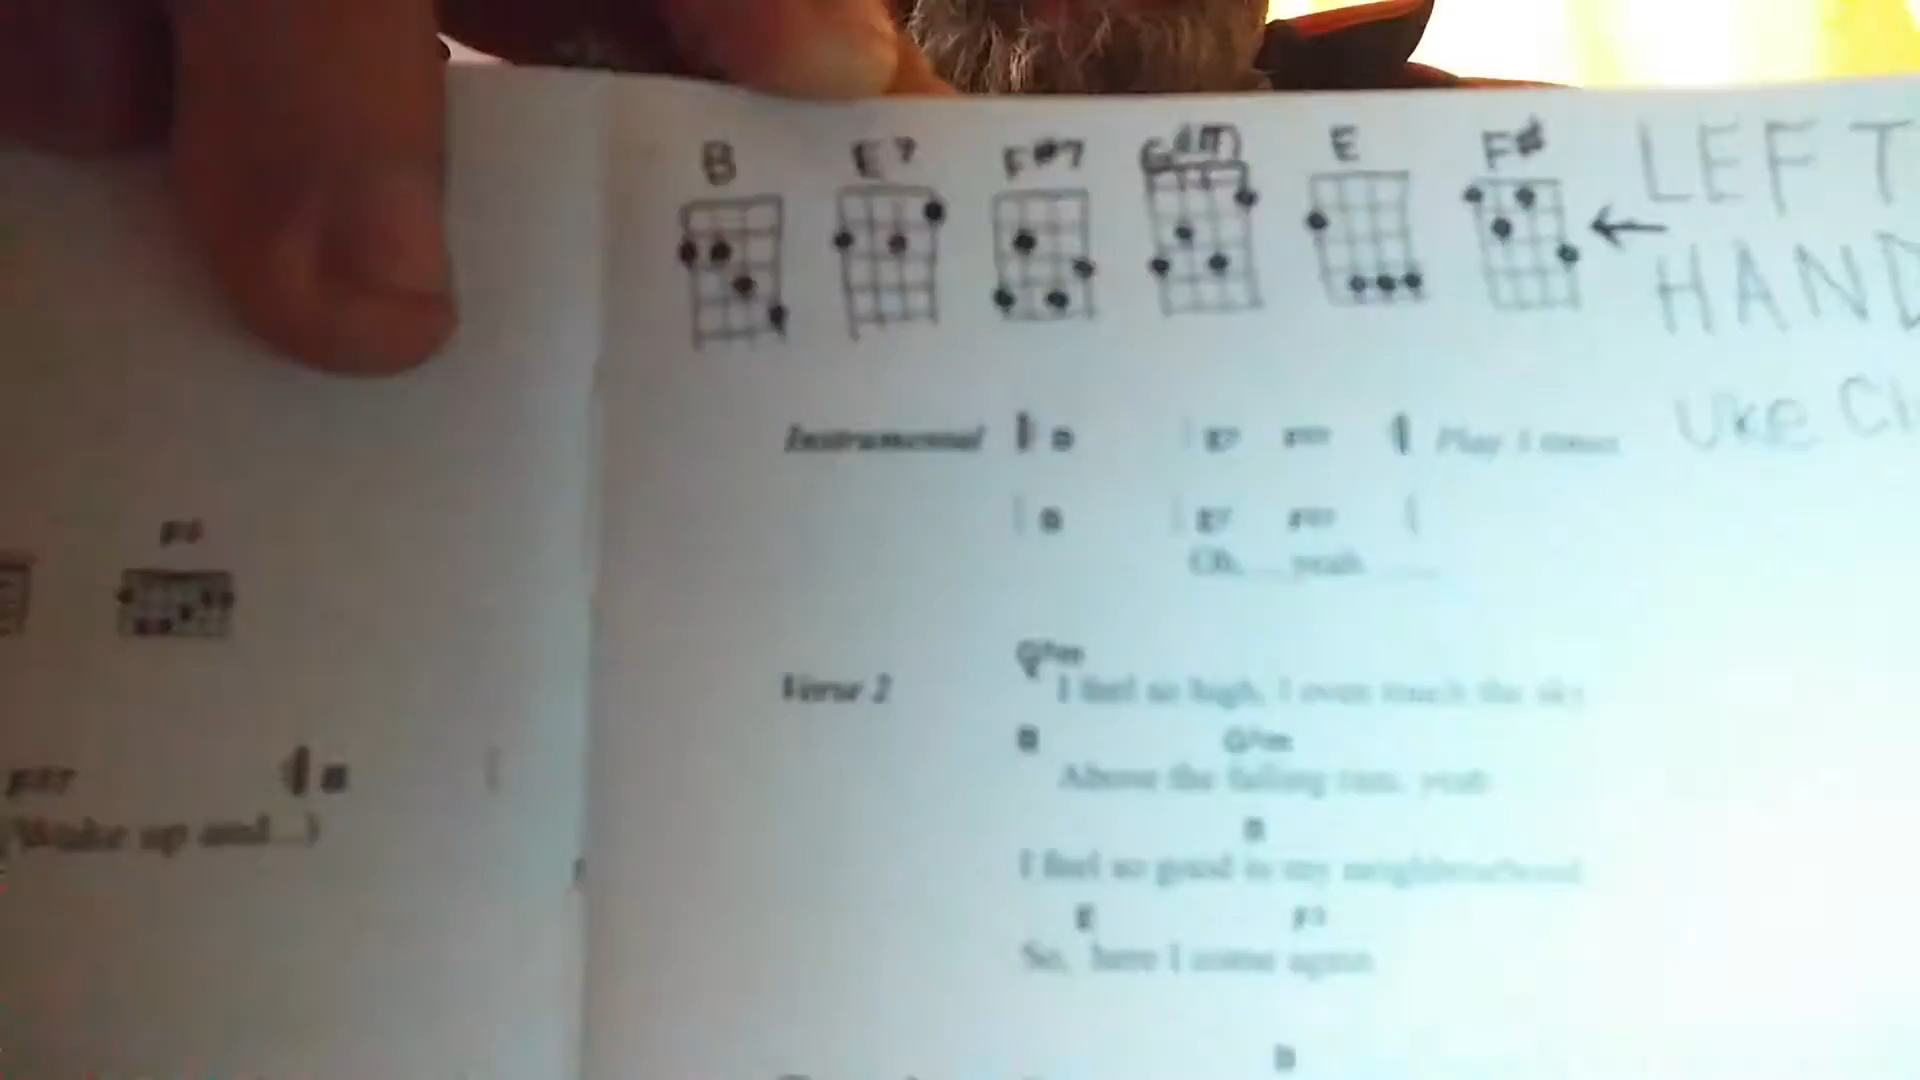 B E7 F#7 G#m E F#
LEFT
HAND
Uke
Instrumental B E7 F#7 Play 3 times
B E7 F#7
Oh, yeah
F#
F#7 B
(Wake up and...)
G#m
Verse 2 I feel so high, I even touch the sky
B G#m
Above the falling rain, yeah
B
I feel so good in my neighbourhood
E F#
So, here I come again
B